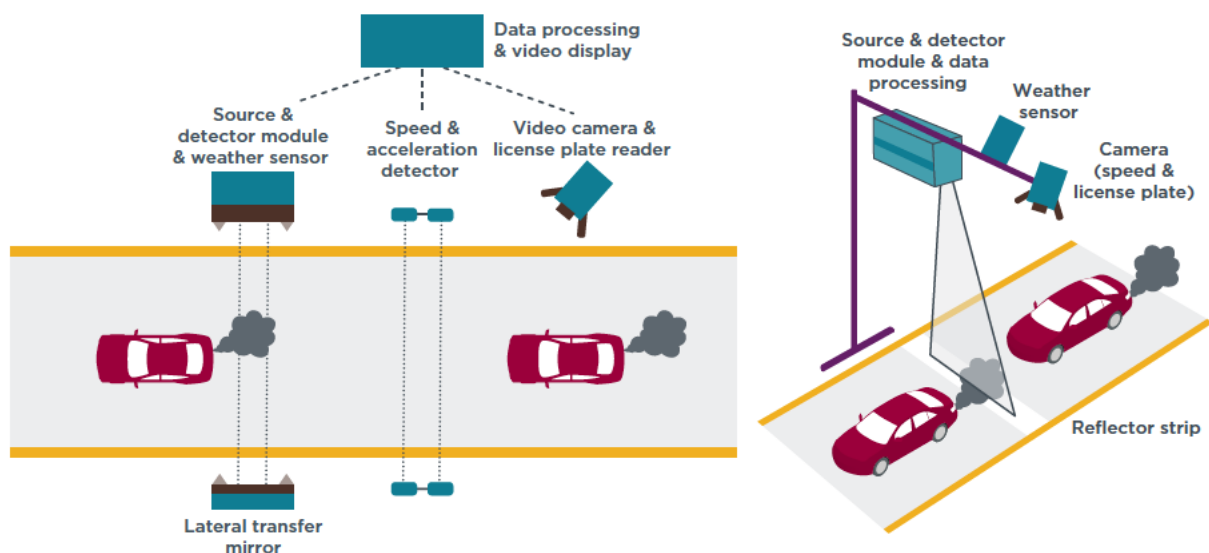 Data processing
& video display
Source &
detector module
& weather sensor
Speed &
acceleration
detector
Video camera &
license plate reader
Lateral transfer
mirror
Source & detector
module & data
processing
Weather
sensor
Camera
(speed &
license plate)
Reflector strip